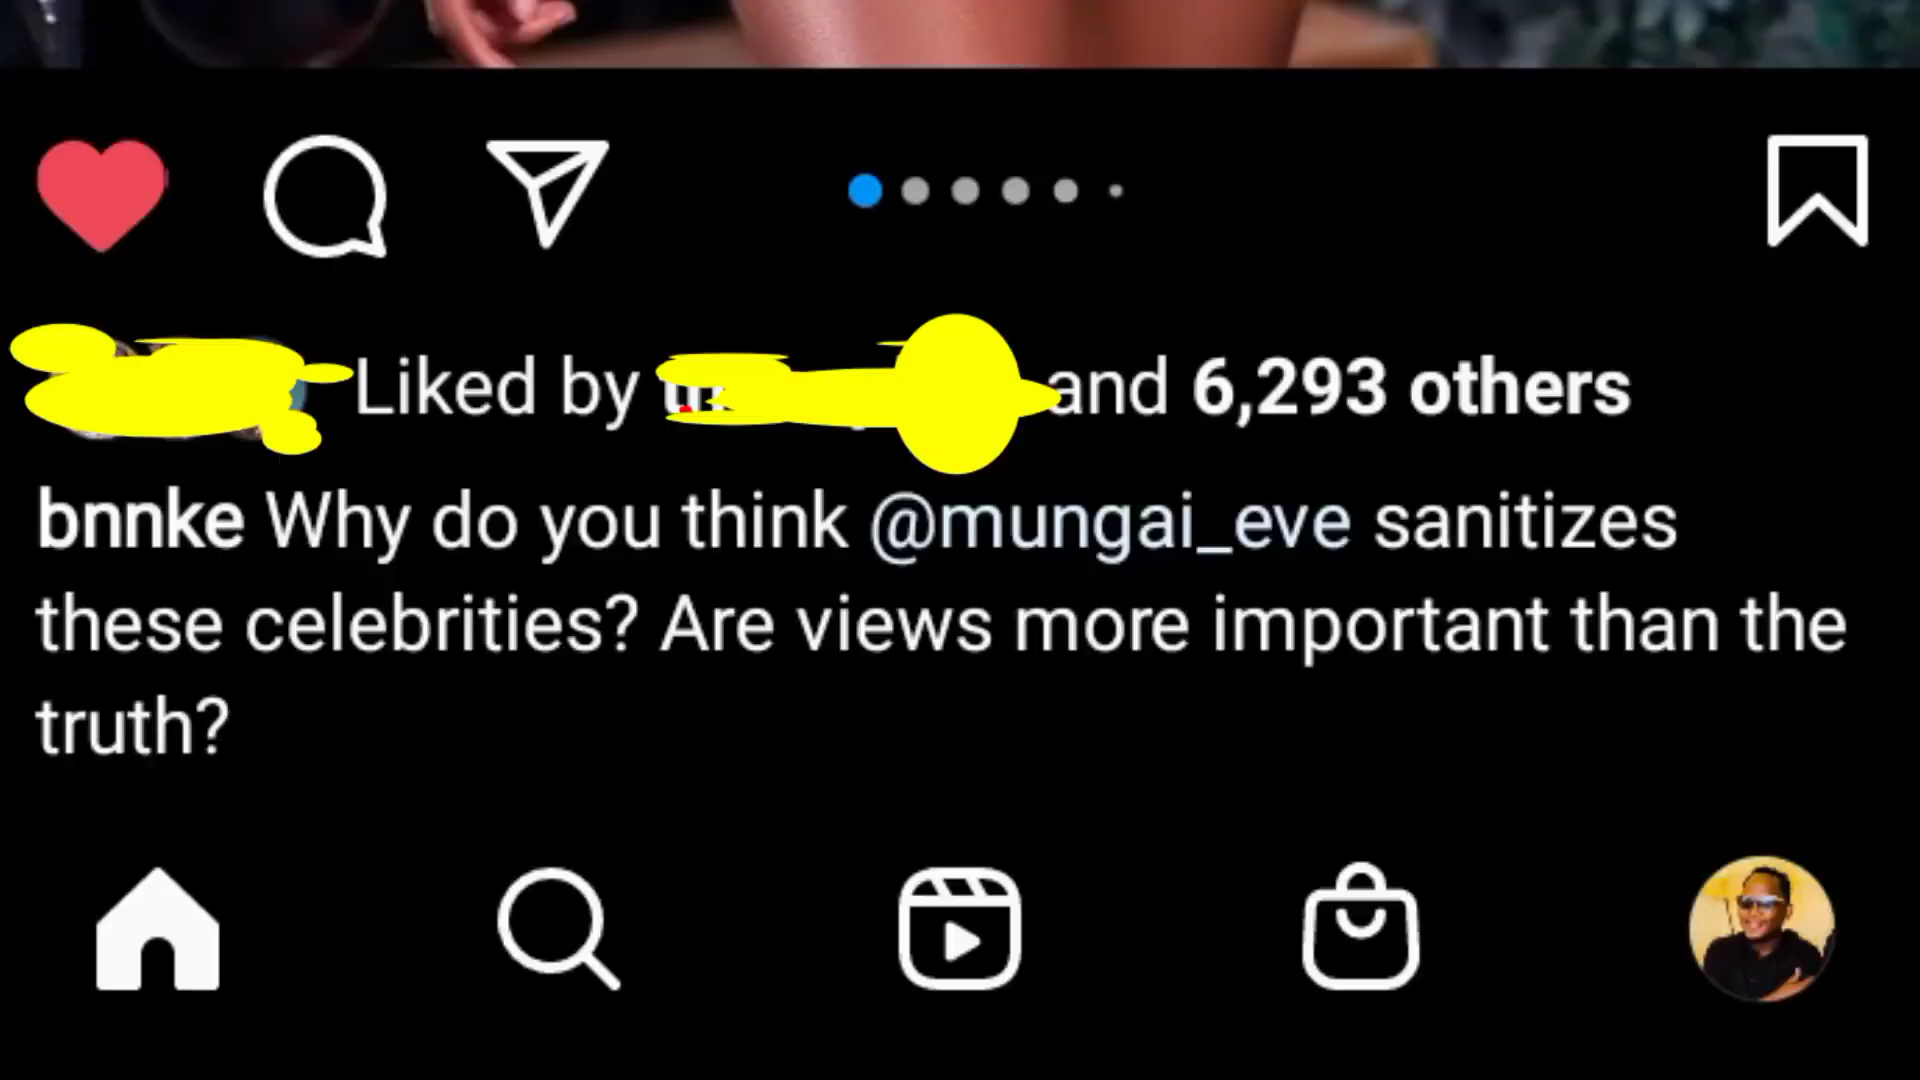 Liked by and 6,293 others
bnnke Why do you think @mungai_eve sanitizes
these celebrities? Are views more important than the
truth?